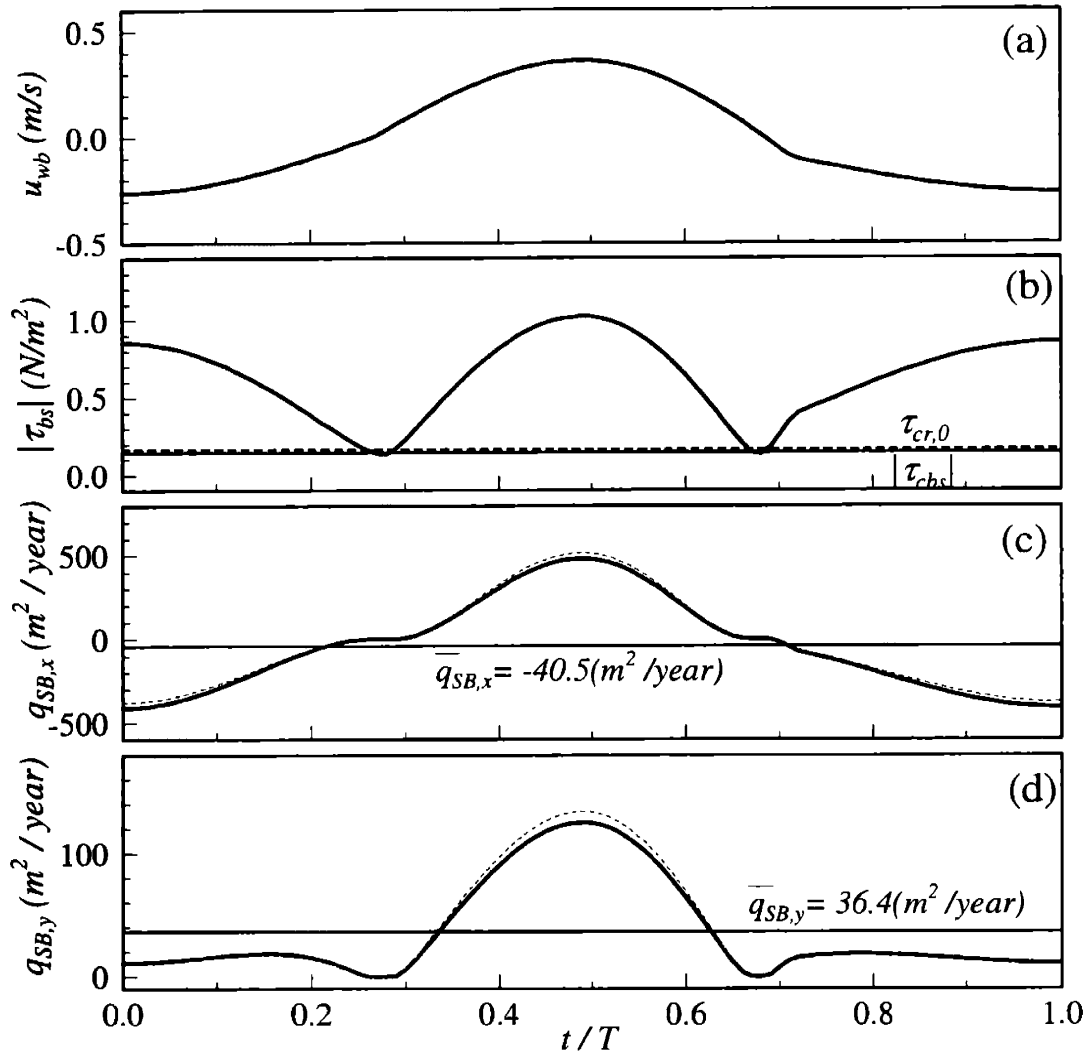 (a)
0.5
0.0
-0.5
u_wb (m/s)
(b)
1.0
0.5
0.0
|τ_bs| (N/m²)
τ_cr,0
|τ_cbs|
(c)
500
0
-500
q_SB,x (m² / year)
q̅_SB,x = -40.5(m² /year)
(d)
100
0
q_SB,y (m² / year)
q̅_SB,y = 36.4(m² /year)
0.0 0.2 0.4 0.6 0.8 1.0
t / T